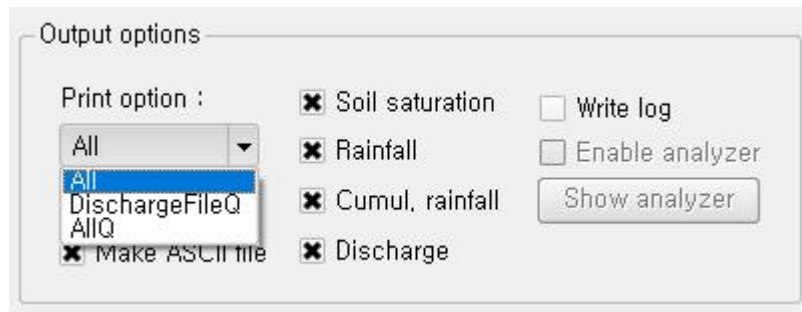 Output options
Print option :
All
All
DischargeFileQ
AllQ
Make ASCII file
Soil saturation
Rainfall
Cumul, rainfall
Discharge
Write log
Enable analyzer
Show analyzer